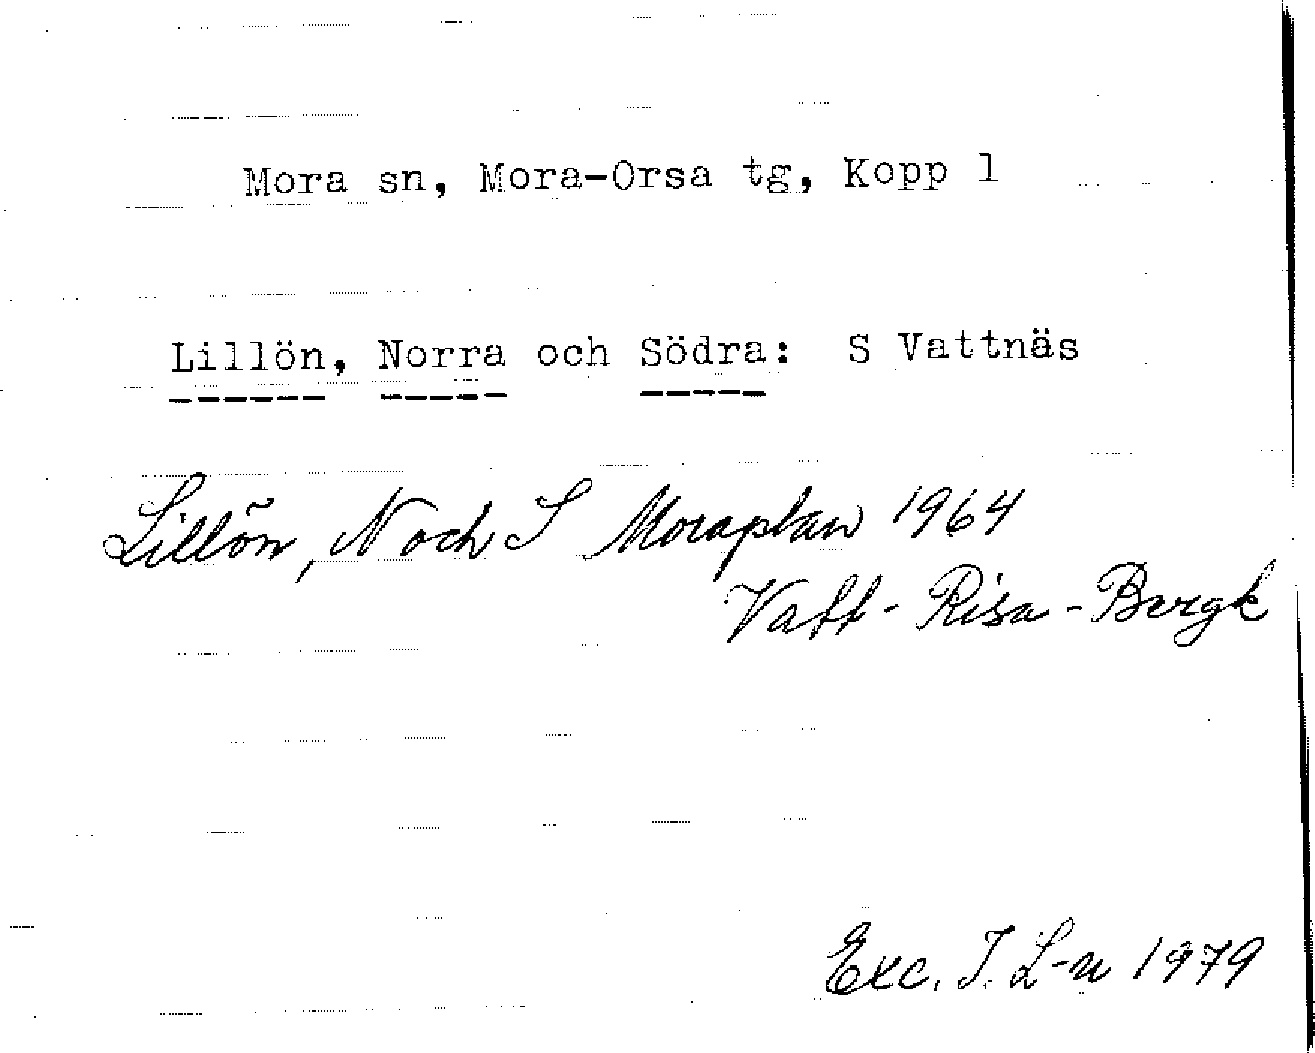 Mora sn, Mora-Orsa tg, Kopp 1
Lillön, Norra och Södra: S Vattnäs
Lillön, N och S Moraplan 1964
Vatt- Risa - Bergk
Exc. I. L-n 1979